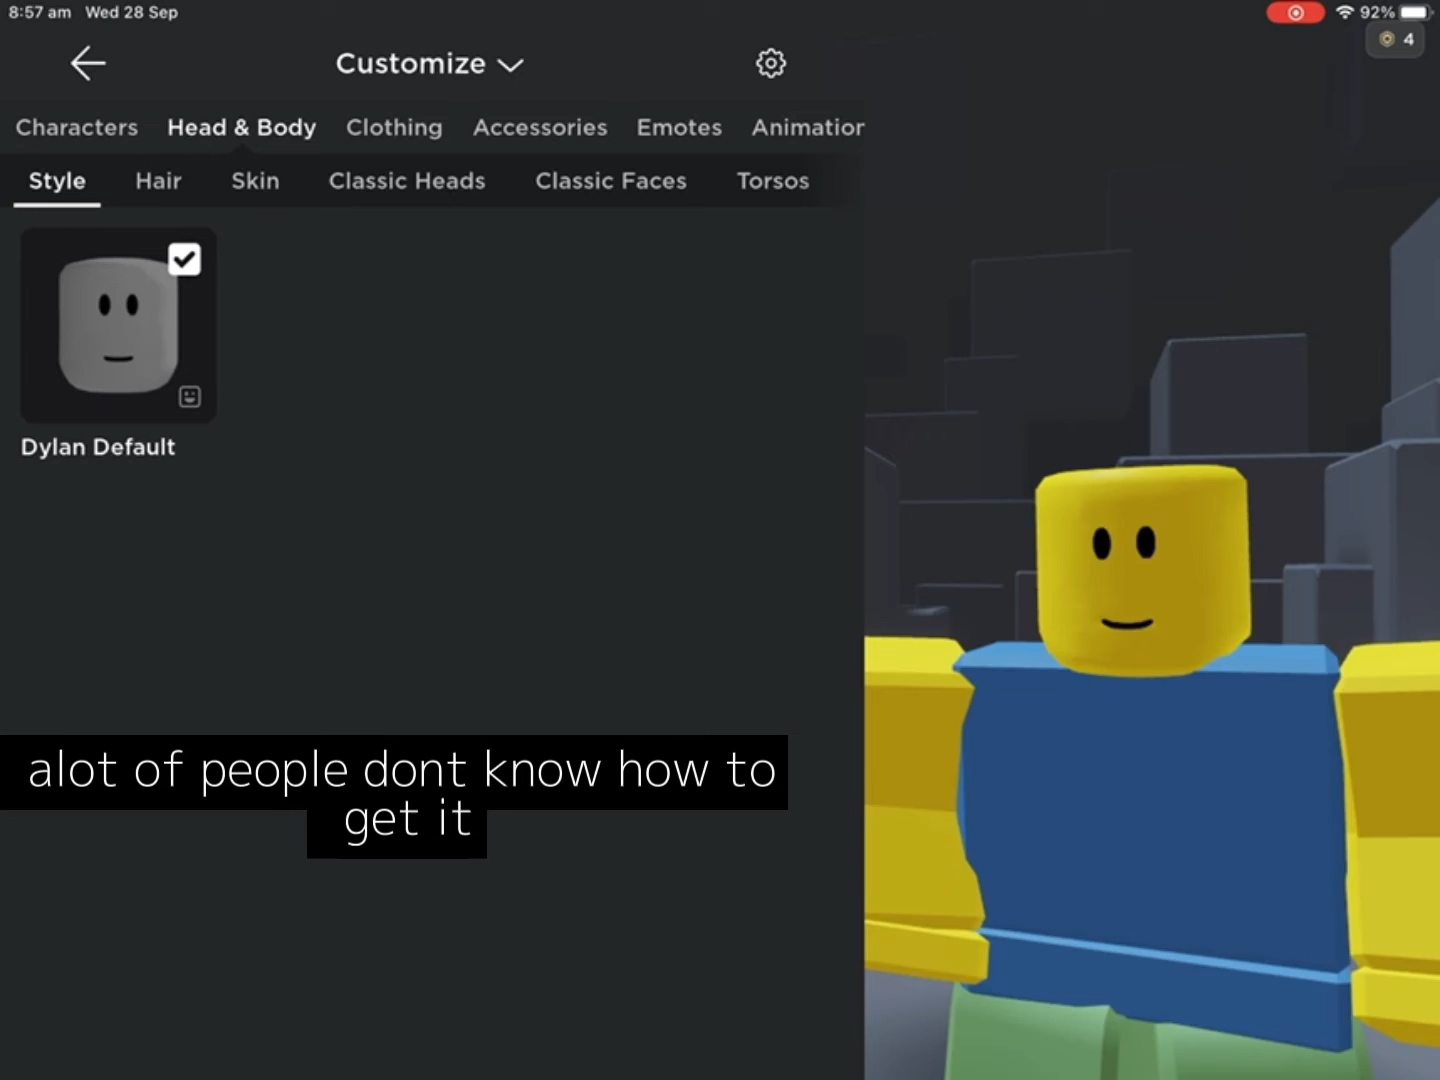 8:57 am Wed 28 Sep
92%
4
Customize
Characters Head & Body Clothing Accessories Emotes Animation
Style Hair Skin Classic Heads Classic Faces Torsos
Dylan Default
alot of people dont know how to
get it